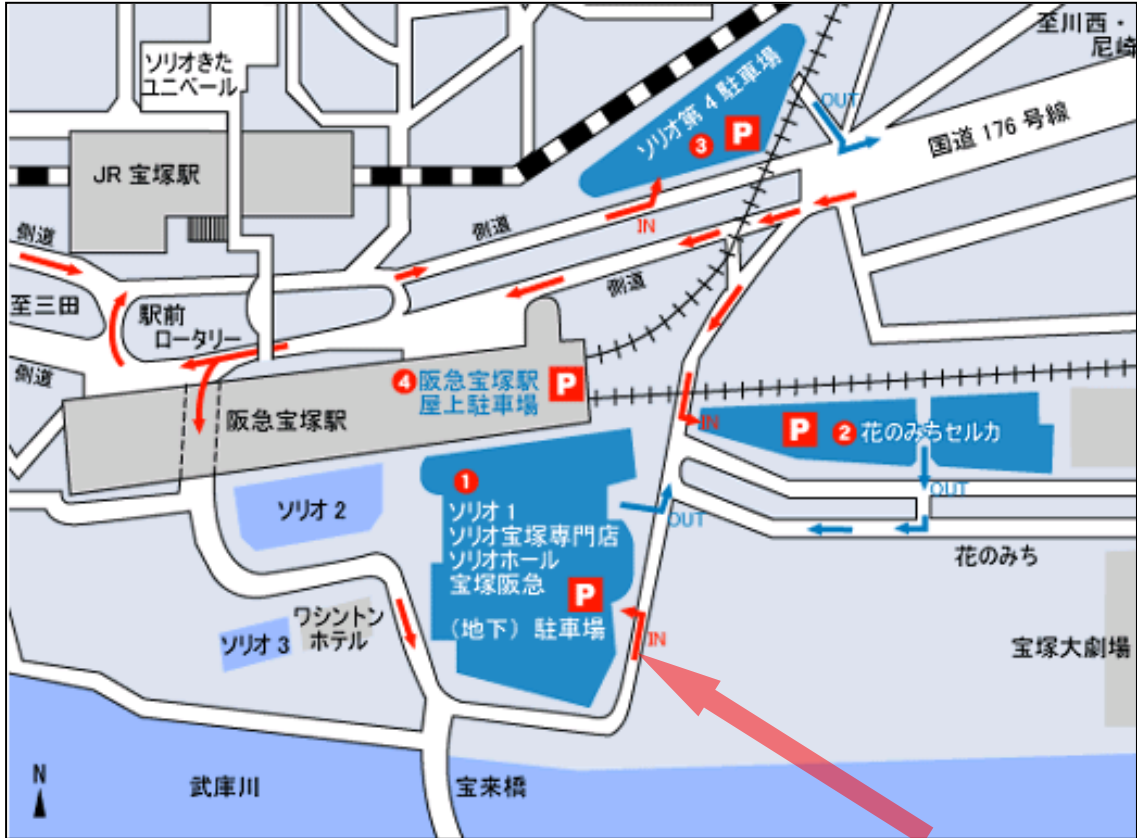 至川西・
尼崎
ソリオきた
ユニベール
ソリオ第4駐車場
③ P
OUT
国道176号線
JR 宝塚駅
側道
側道
IN
至三田
駅前
ロータリー
側道
側道
④ 阪急宝塚駅
屋上駐車場
P
阪急宝塚駅
IN
P ② 花のみちセルカ
OUT
①
ソリオ1
ソリオ宝塚専門店
ソリオホール
宝塚阪急
P
(地下) 駐車場
OUT
IN
ソリオ2
花のみち
ワシントン
ホテル
ソリオ3
宝塚大劇場
N
武庫川
宝来橋